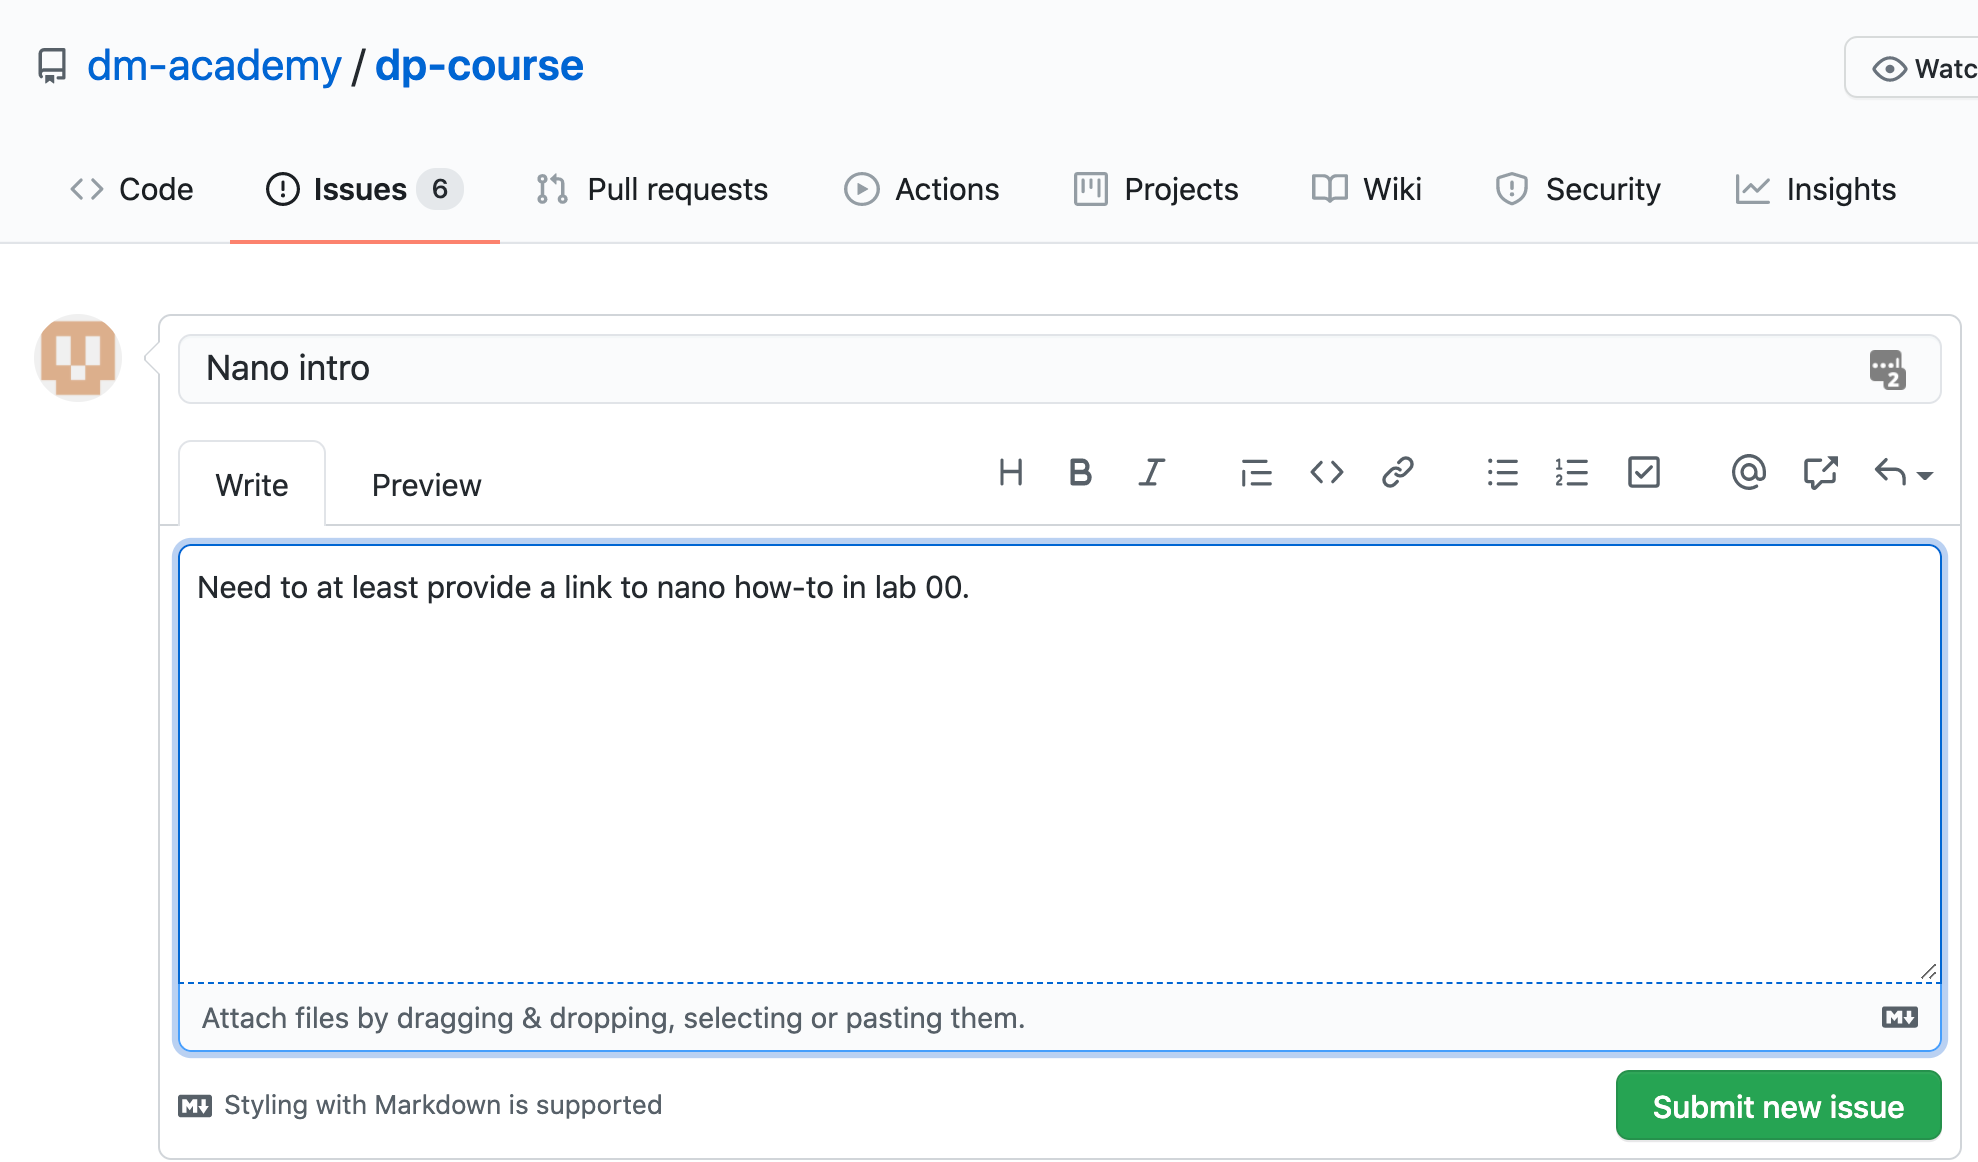 dm-academy / dp-course
Watc
Code Issues 6 Pull requests Actions Projects Wiki Security Insights
Nano intro
2
Write Preview
Need to at least provide a link to nano how-to in lab 00.
Attach files by dragging & dropping, selecting or pasting them.
Styling with Markdown is supported
Submit new issue